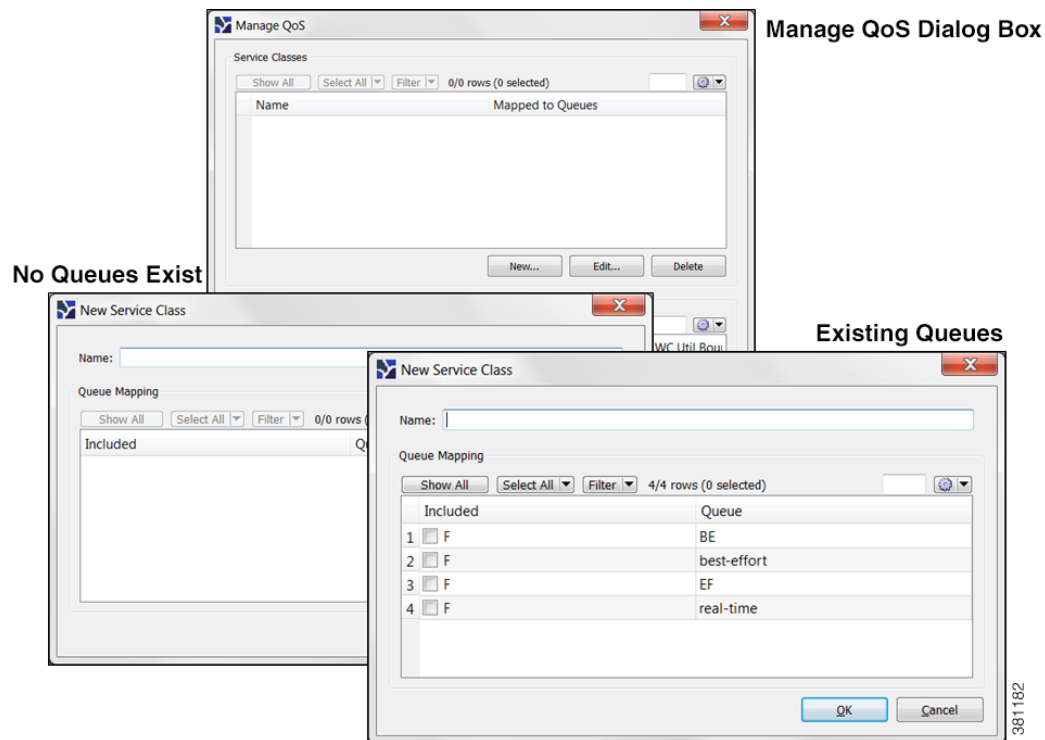 Manage QoS
Manage QoS Dialog Box
Service Classes
Show All Select All Filter 0/0 rows (0 selected)
Name Mapped to Queues
New... Edit... Delete
No Queues Exist
New Service Class
WC Util
Name:
Queue Mapping
Show All Select All Filter 0/0 rows
Included
Existing Queues
New Service Class
Name:
Queue Mapping
Show All Select All Filter 4/4 rows (0 selected)
Included Queue
1 F BE
2 F best-effort
3 F EF
4 F real-time
OK Cancel
381182